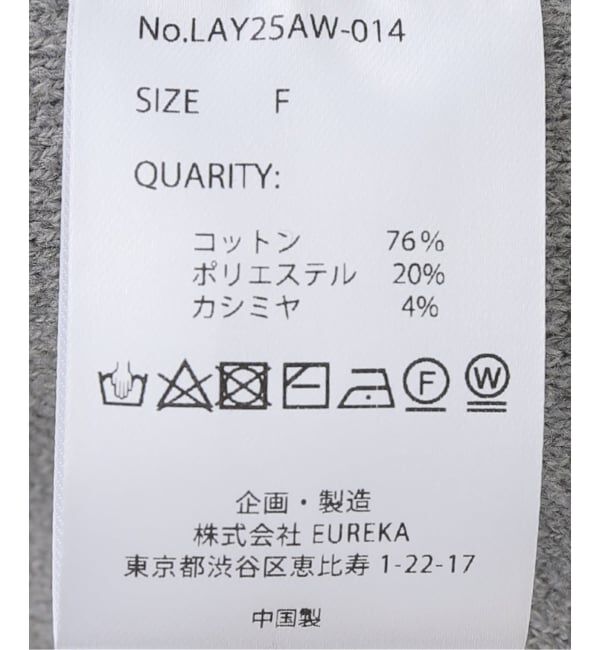 No.LAY25AW-014
SIZE F
QUARITY:
コットン 76%
ポリエステル 20%
カシミヤ 4%
F W
企画・製造
株式会社 EUREKA
東京都渋谷区恵比寿 1-22-17
中国製